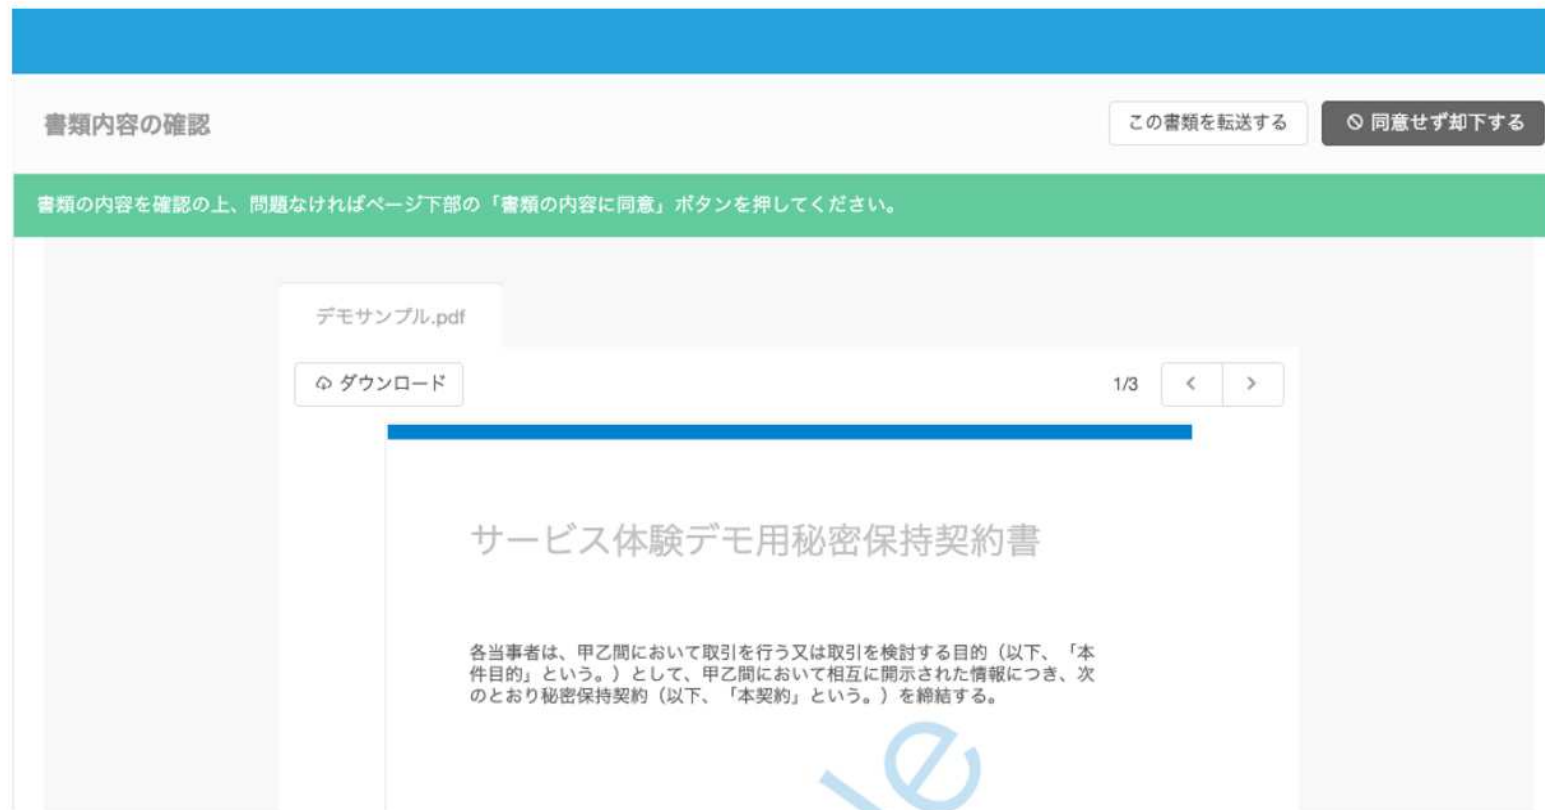 書類内容の確認
この書類を転送する
同意せず却下する
書類の内容を確認の上、問題なければページ下部の「書類の内容に同意」ボタンを押してください。
デモサンプル.pdf
ダウンロード
1/3
サービス体験デモ用秘密保持契約書
各当事者は、甲乙間において取引を行う又は取引を検討する目的（以下、「本
件目的」という。）として、甲乙間において相互に開示された情報につき、次
のとおり秘密保持契約（以下、「本契約」という。）を締結する。
le